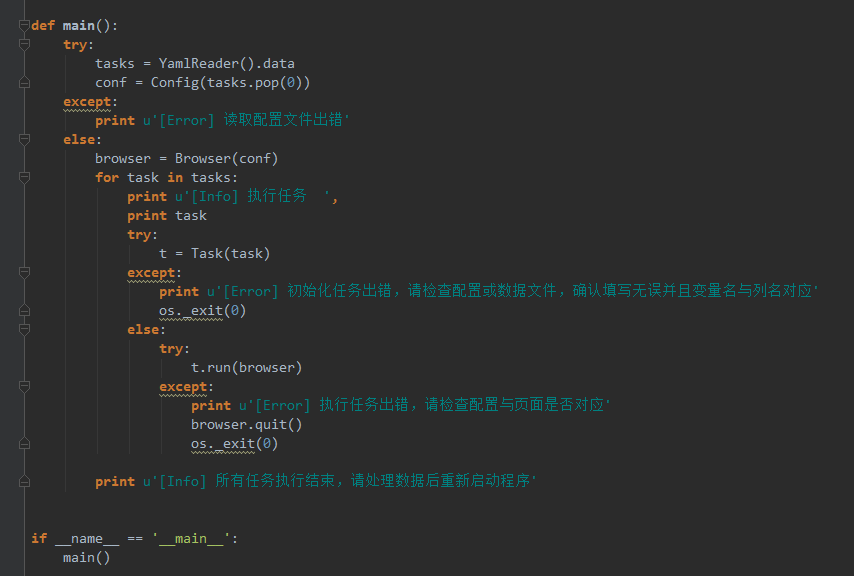 def main():
    try:
        tasks = YamlReader().data
        conf = Config(tasks.pop(0))
    except:
        print u'[Error] 读取配置文件出错'
    else:
        browser = Browser(conf)
        for task in tasks:
            print u'[Info] 执行任务  ',
            print task
            try:
                t = Task(task)
            except:
                print u'[Error] 初始化任务出错，请检查配置或数据文件，确认填写无误并且变量名与列名对应'
                os._exit(0)
            else:
                try:
                    t.run(browser)
                except:
                    print u'[Error] 执行任务出错，请检查配置与页面是否对应'
                    browser.quit()
                    os._exit(0)
        print u'[Info] 所有任务执行结束，请处理数据后重新启动程序'
if __name__ == '__main__':
    main()